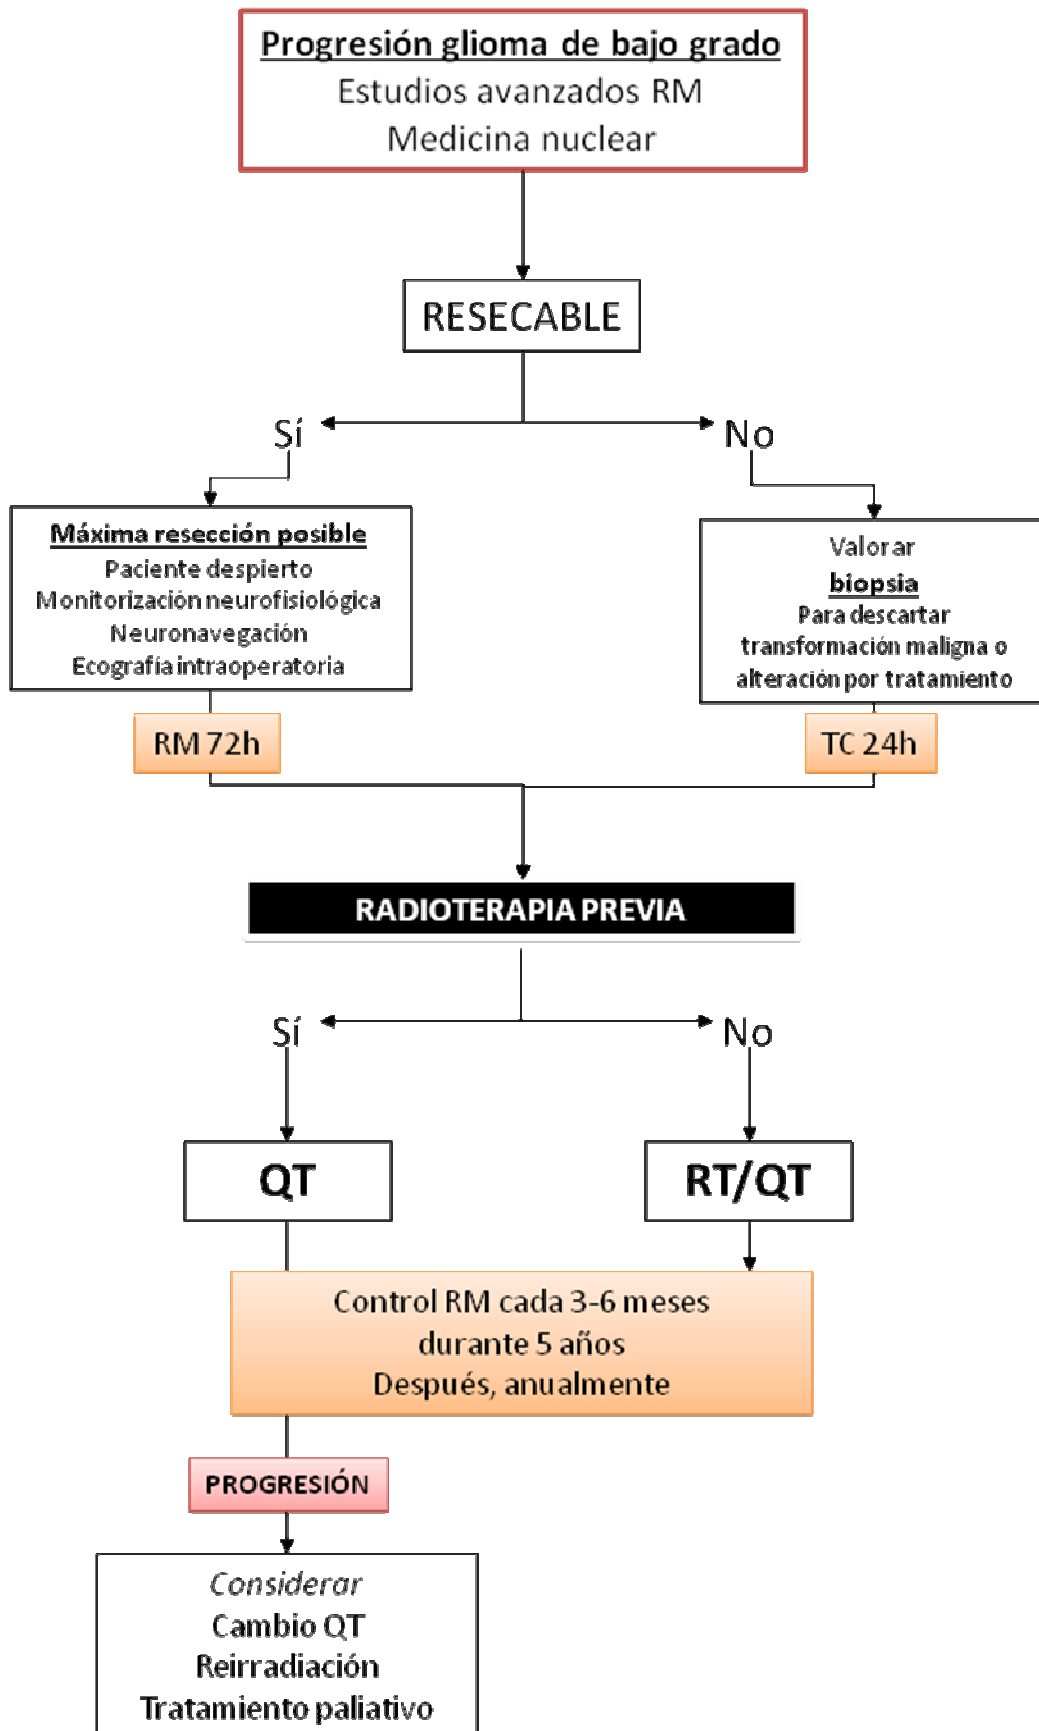 Progresión glioma de bajo grado
Estudios avanzados RM
Medicina nuclear
RESECABLE
Sí
No
Máxima resección posible
Paciente despierto
Monitorización neurofisiológica
Neuronavegación
Ecografía intraoperatoria
Valorar
biopsia
Para descartar
transformación maligna o
alteración por tratamiento
RM 72h
TC 24h
RADIOTERAPIA PREVIA
Sí
No
QT
RT/QT
Control RM cada 3-6 meses
durante 5 años
Después, anualmente
PROGRESIÓN
Considerar
Cambio QT
Reirradiación
Tratamiento paliativo